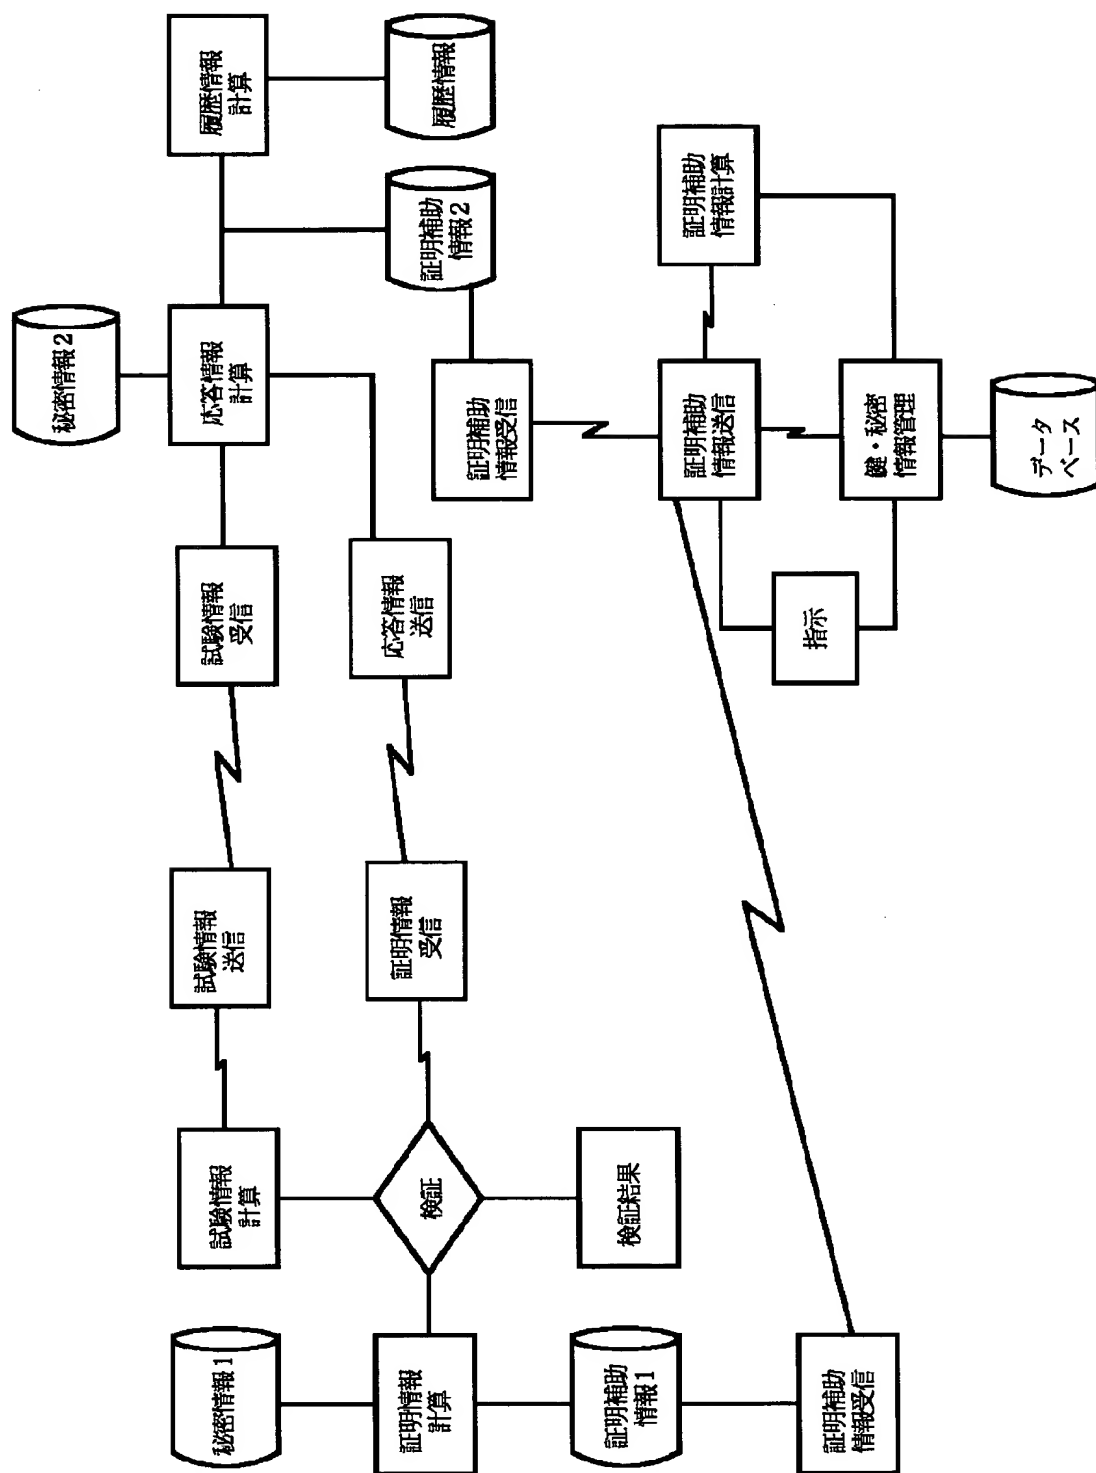 秘密情報2
秘密情報1
試験情報
計算
試験情報
送信
試験情報
受信
応答情報
計算
履歴情報
計算
証明情報
計算
検証
証明情報
受信
応答情報
送信
証明補助
情報2
履歴情報
証明補助
情報受信
証明補助
情報1
検証結果
証明補助
情報送信
証明補助
情報計算
指示
証明補助
情報受信
鍵・秘密
情報管理
データ
ベース